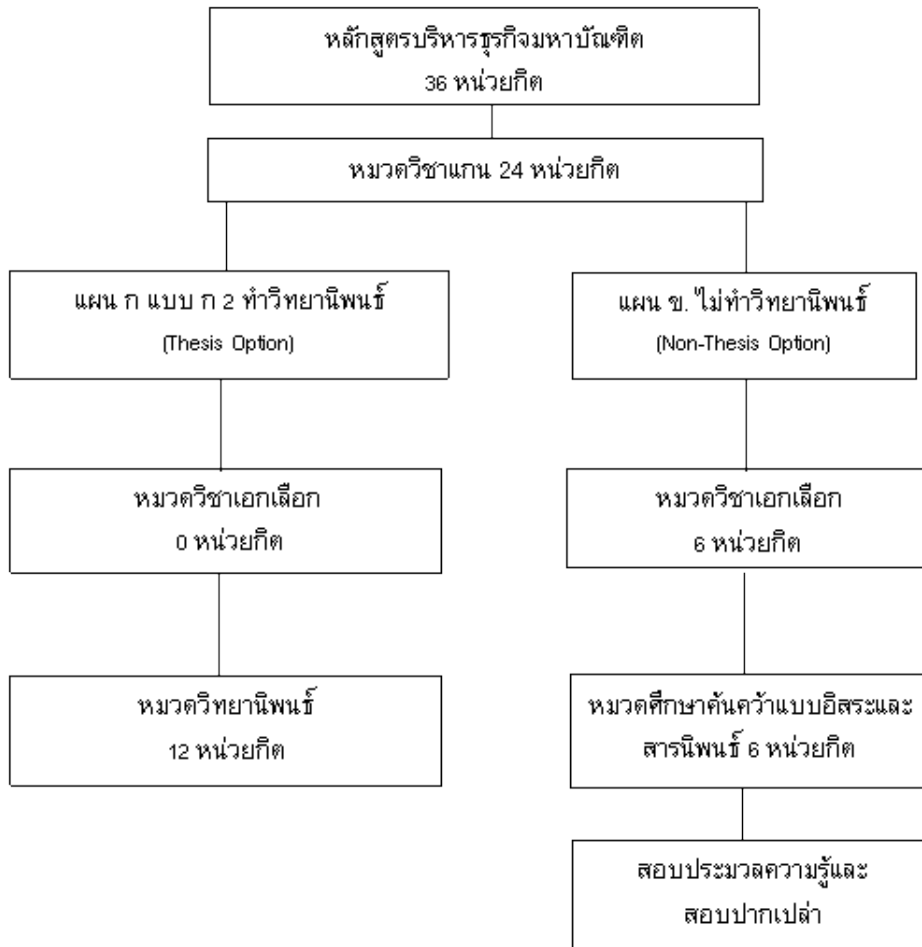 หลักสูตรบริหารธุรกิจมหาบัณฑิต
36 หน่วยกิต
หมวดวิชาแกน 24 หน่วยกิต
แผน ก แบบ ก 2 ทำวิทยานิพนธ์
(Thesis Option)
แผน ข. ไม่ทำวิทยานิพนธ์
(Non-Thesis Option)
หมวดวิชาเอกเลือก
0 หน่วยกิต
หมวดวิชาเอกเลือก
6 หน่วยกิต
หมวดวิทยานิพนธ์
12 หน่วยกิต
หมวดศึกษาค้นคว้าแบบอิสระและ
สารนิพนธ์ 6 หน่วยกิต
สอบประมวลความรู้และ
สอบปากเปล่า